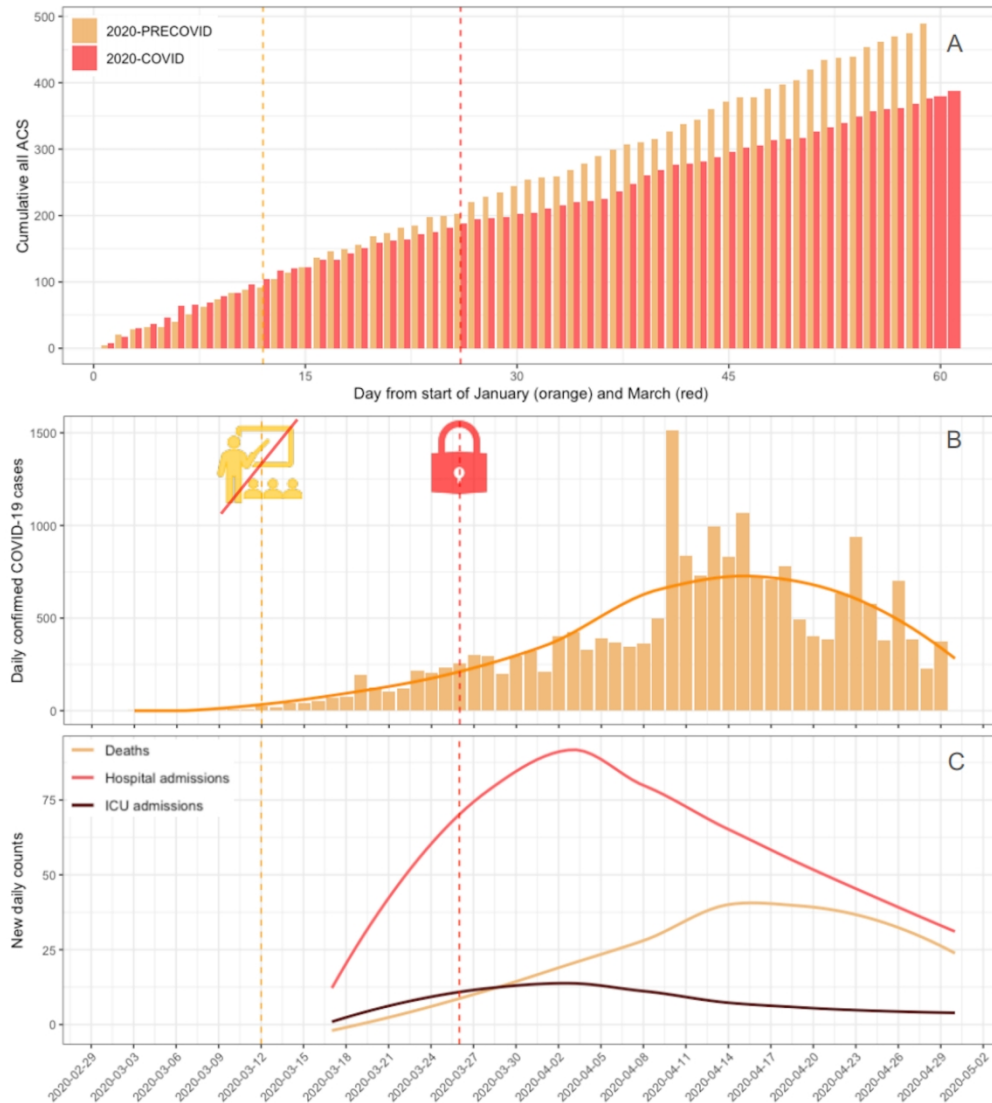 A
2020-PRECOVID
2020-COVID
Cumulative all ACS
500
400
300
200
100
0
0 15 30 45 60
Day from start of January (orange) and March (red)
B
Daily confirmed COVID-19 cases
1500
1000
500
0
C
Deaths
Hospital admissions
ICU admissions
New daily counts
75
50
25
0
2020-02-29
2020-03-03
2020-03-06
2020-03-09
2020-03-12
2020-03-15
2020-03-18
2020-03-21
2020-03-24
2020-03-27
2020-03-30
2020-04-02
2020-04-05
2020-04-08
2020-04-11
2020-04-14
2020-04-17
2020-04-20
2020-04-23
2020-04-26
2020-04-29
2020-05-02